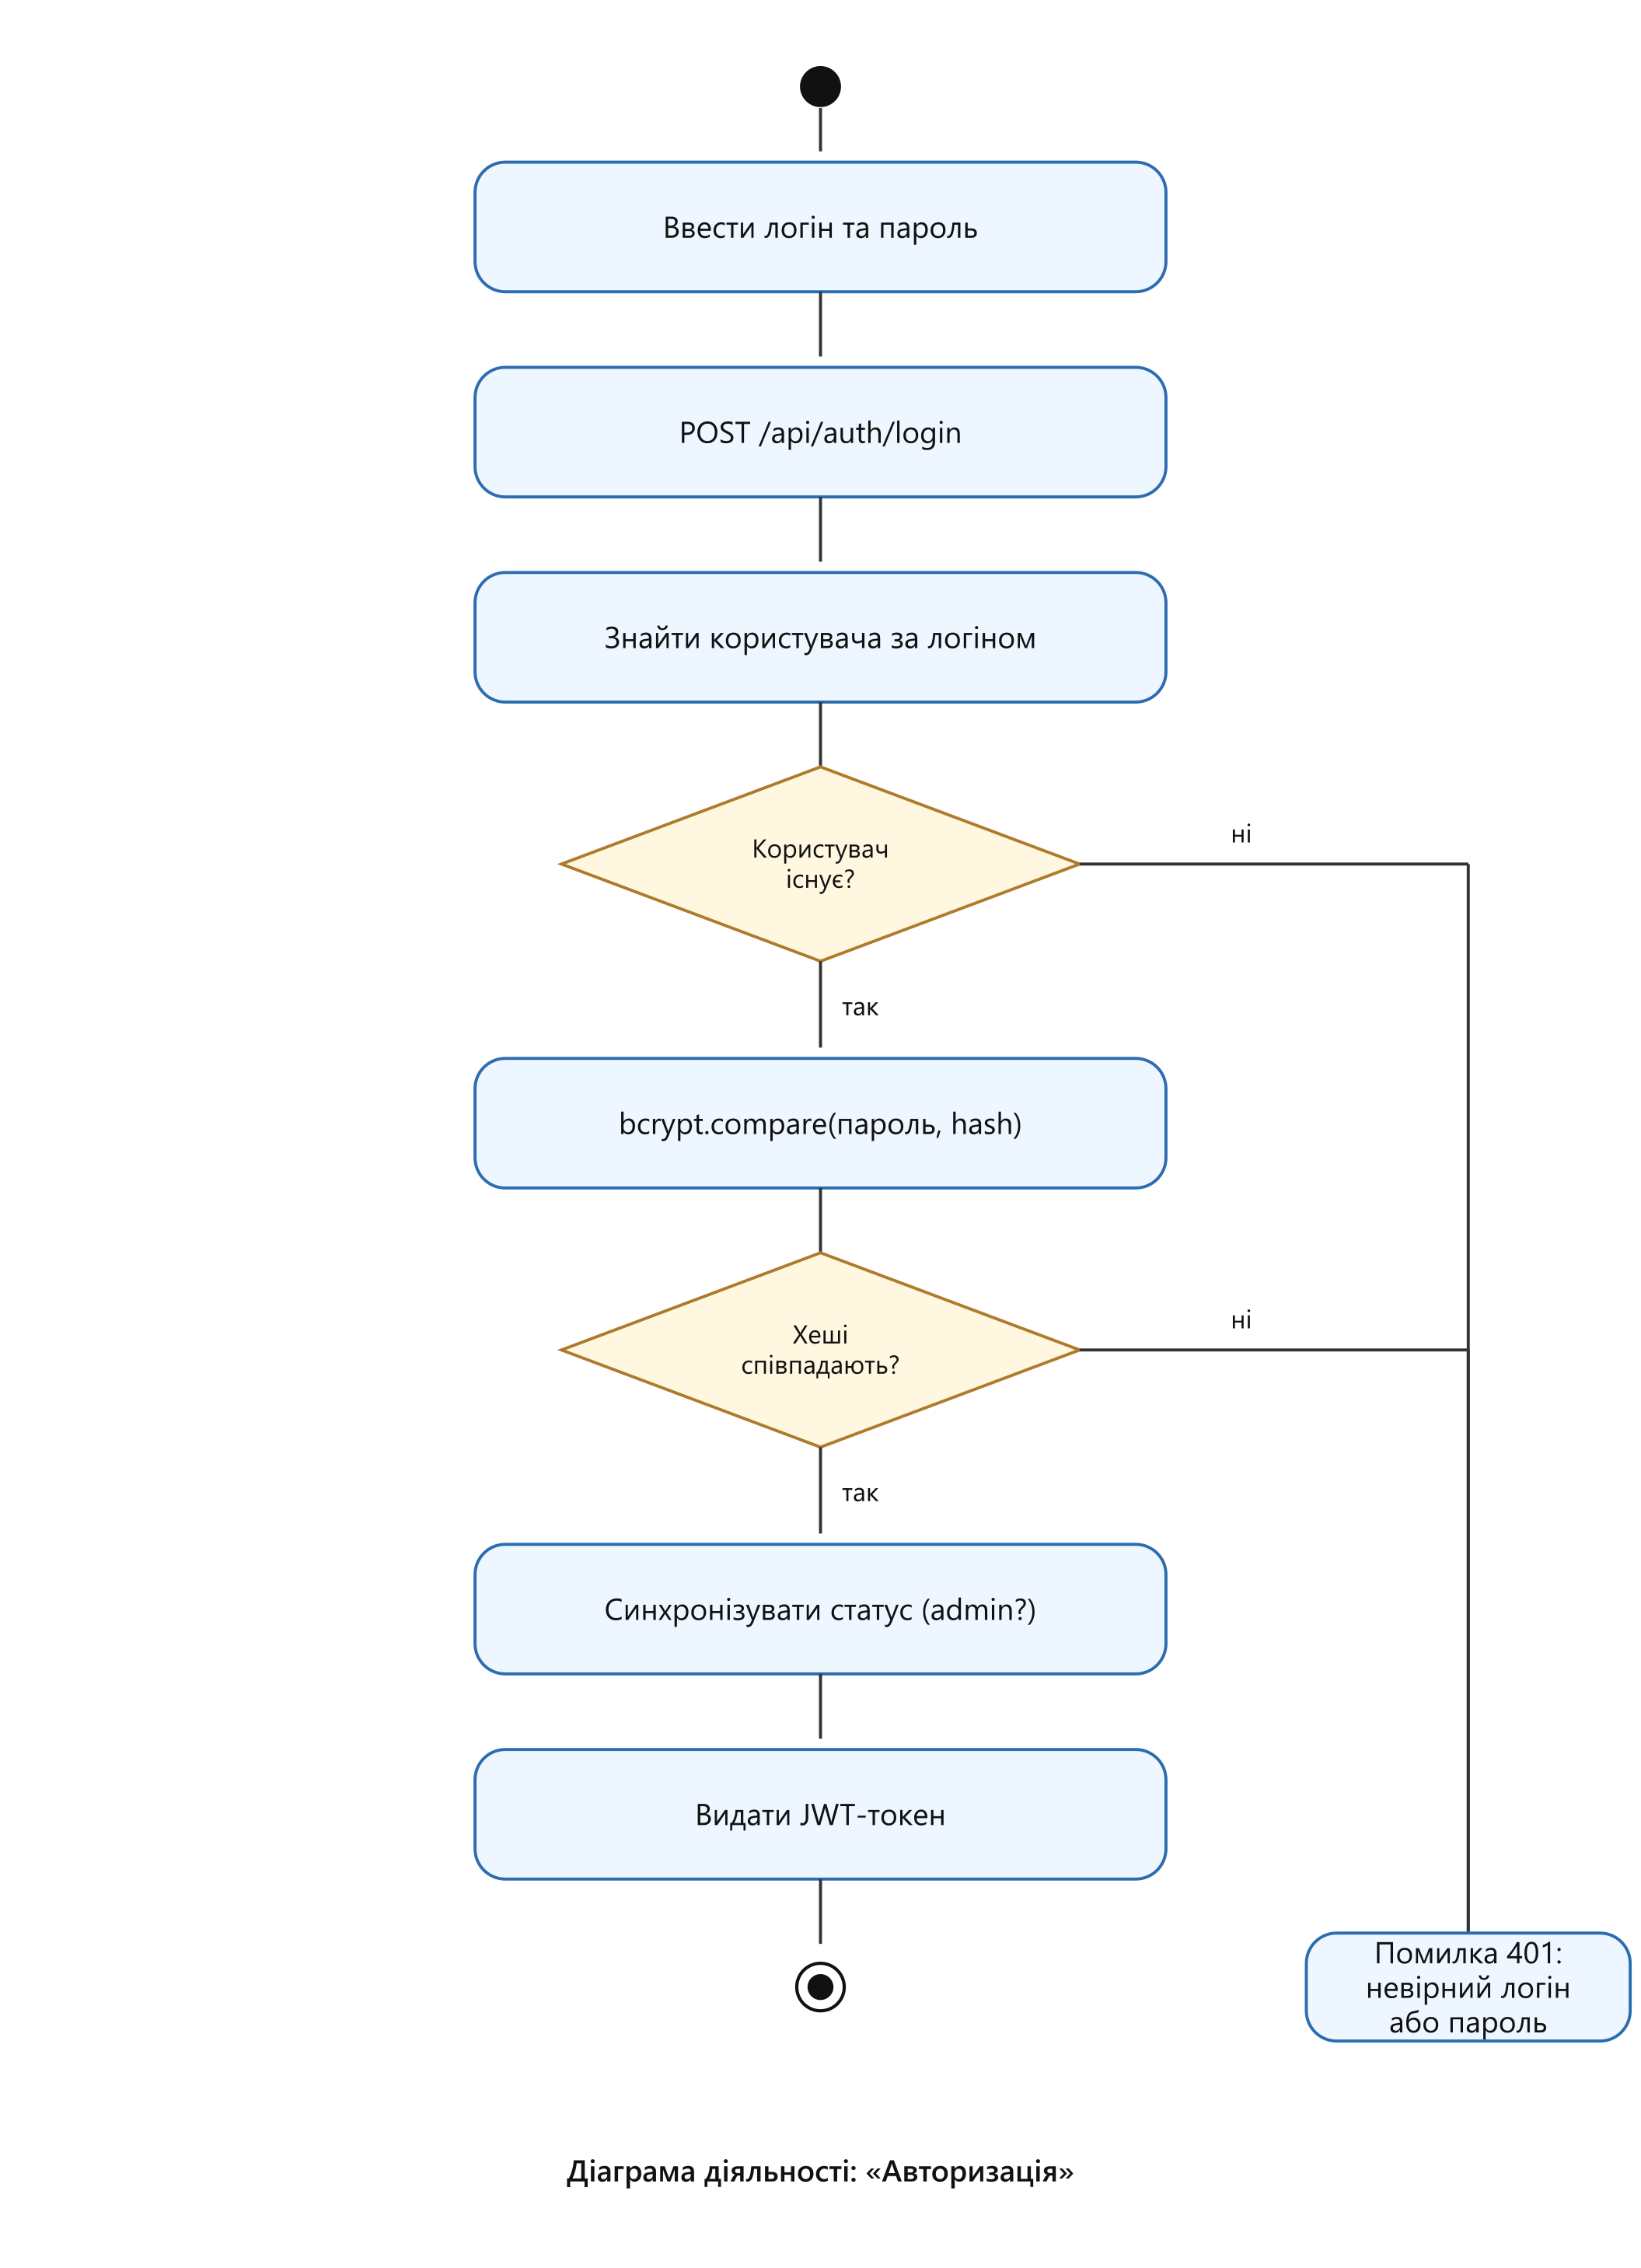 Ввести логін та пароль
POST /api/auth/login
Знайти користувача за логіном
Користувач
існує?
ні
так
bcrypt.compare(пароль, hash)
Хеші
співпадають?
ні
так
Синхронізувати статус (admin?)
Видати JWT-токен
Помилка 401:
невірний логін
або пароль
Діаграма діяльності: «Авторизація»